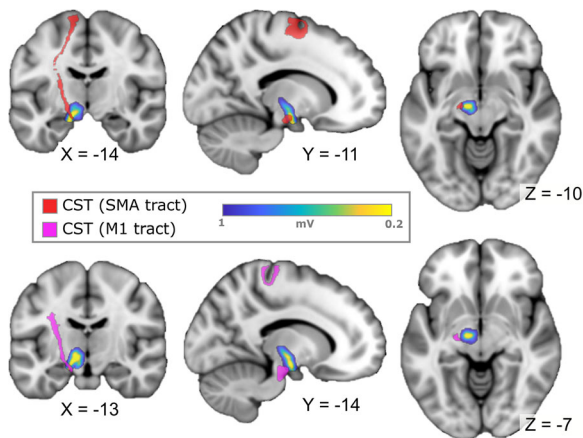 X = -14
Y = -11
Z = -10
CST (SMA tract)
CST (M1 tract)
1
mV
0.2
X = -13
Y = -14
Z = -7